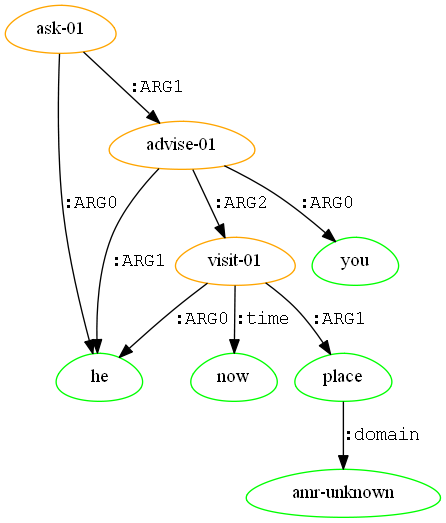 ask-01
:ARG1
advise-01
:ARG0
:ARG2
:ARG0
:ARG1
visit-01
you
:ARG0
:time
:ARG1
he
now
place
:domain
amr-unknown